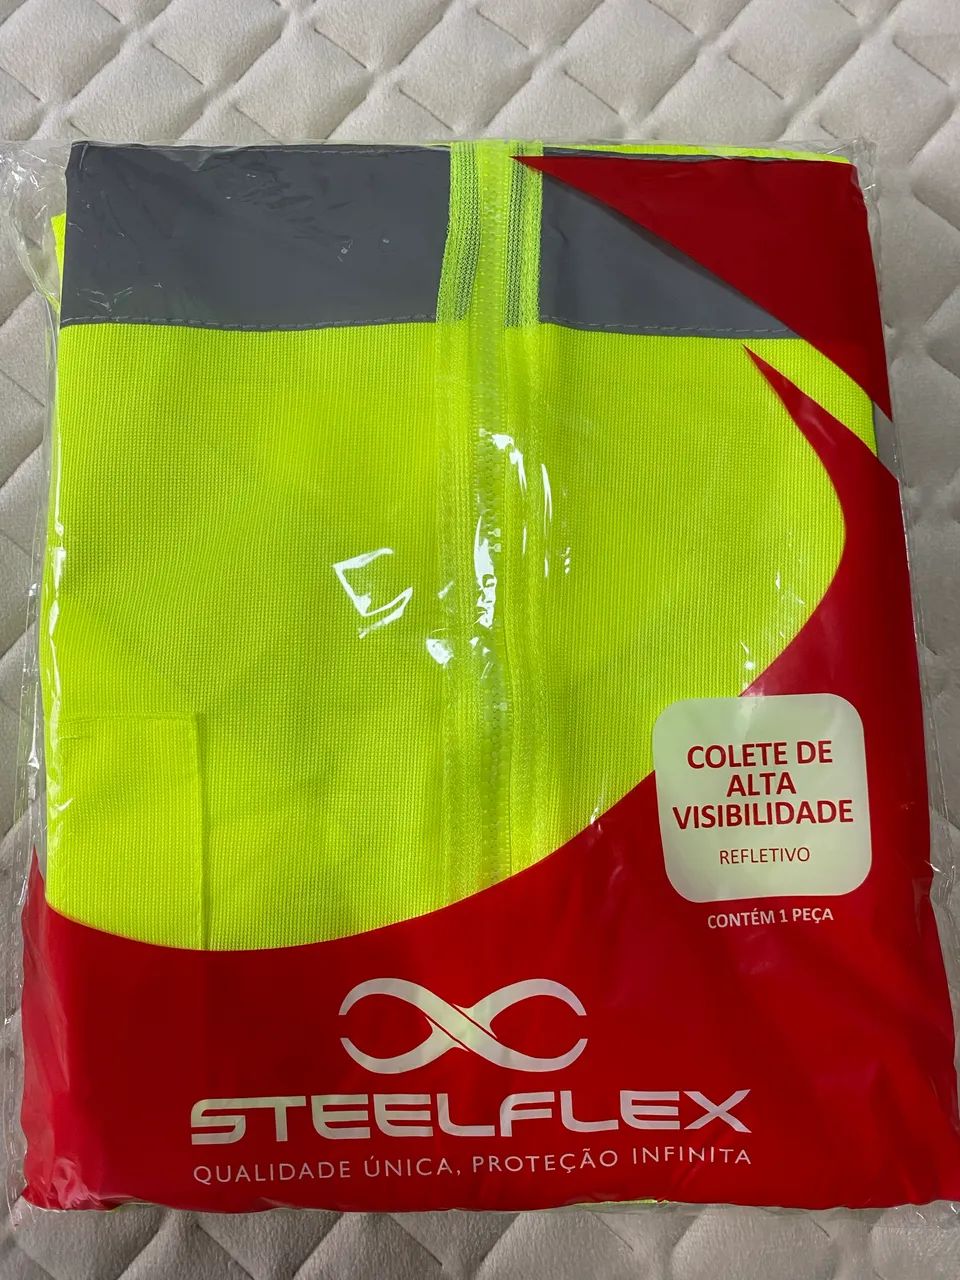 COLETE DE
ALTA
VISIBILIDADE
REFLETIVO
CONTÉM 1 PEÇA
STEELFLEX
QUALIDADE ÚNICA, PROTEÇÃO INFINITA